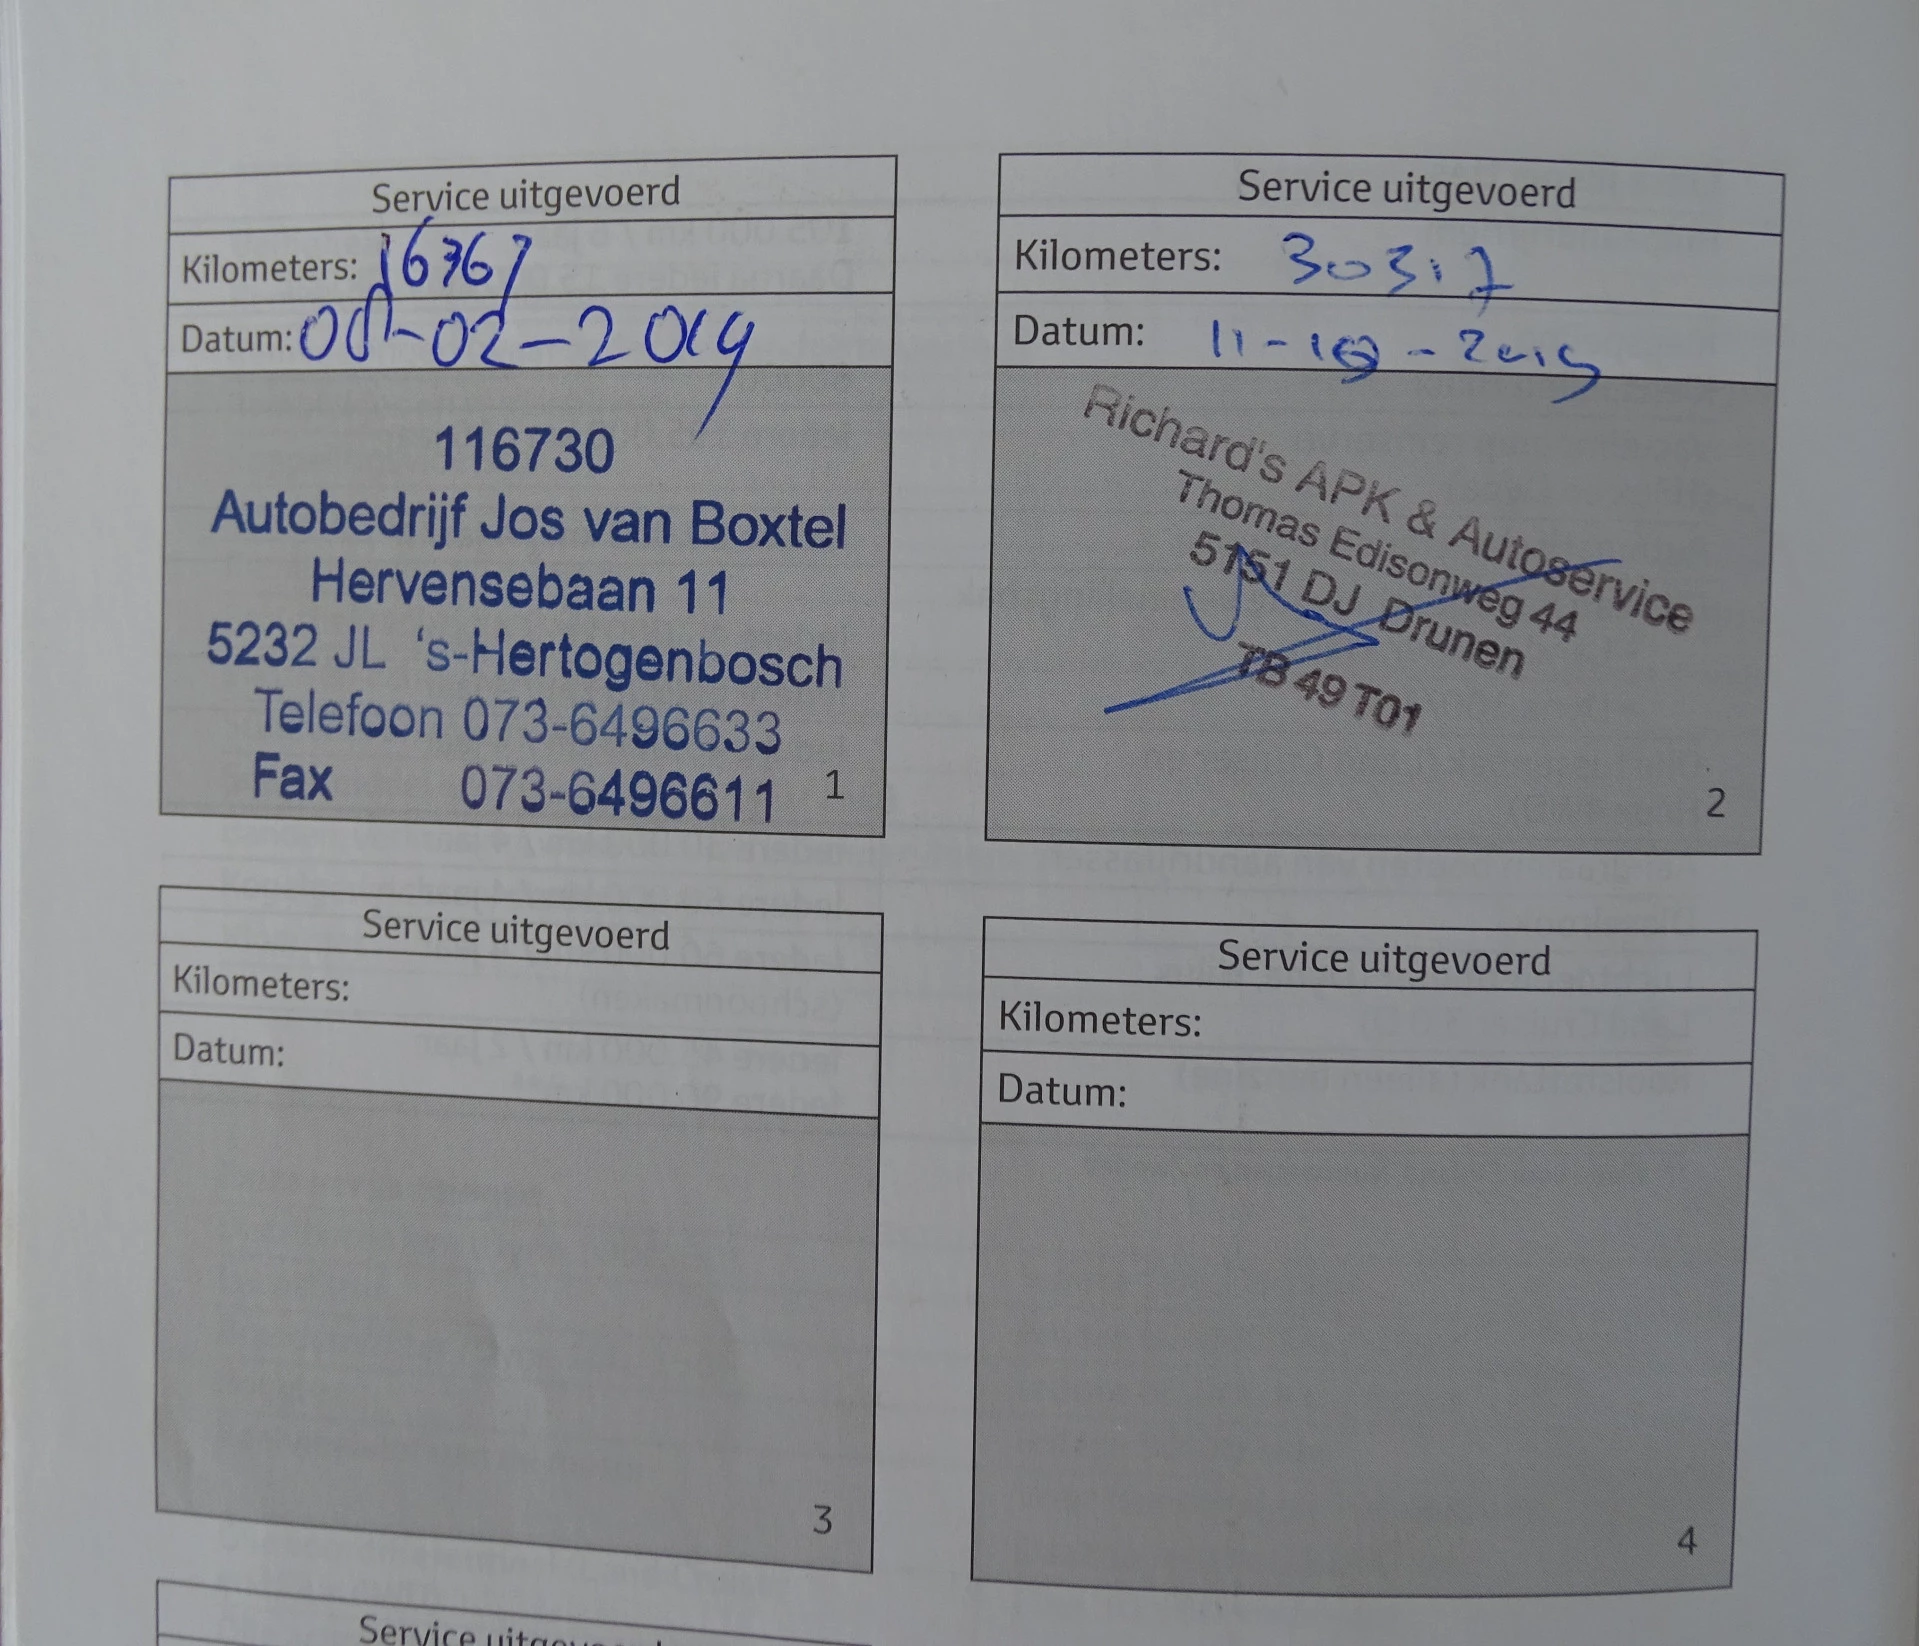 Service uitgevoerd
Kilometers: 16767
Datum: 2019
116730
Autobedrijf Jos van Boxtel
Hervensebaan 11
5232 JL 's-Hertogenbosch
Telefoon 073-6496633
Fax 073-6496611
1
Service uitgevoerd
Kilometers: 30317
Datum: 11-10-2019
Richard's APK & Autoservice
Thomas Edisonweg 44
5151 DJ Drunen
TB 49 T01
2
Service uitgevoerd
Kilometers:
Datum:
3
Service uitgevoerd
Kilometers:
Datum:
4
Service